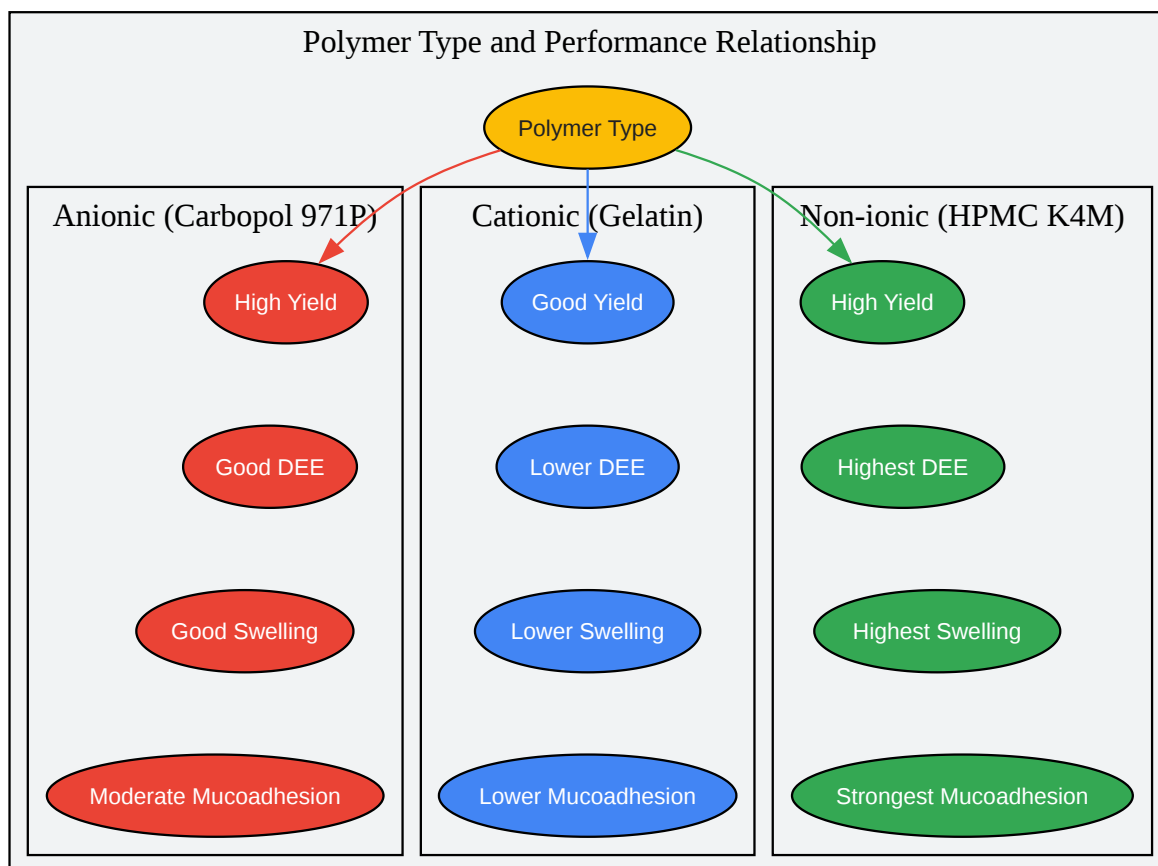 Polymer Type and Performance Relationship
Polymer Type
Anionic (Carbopol 971P)
High Yield
Good DEE
Good Swelling
Moderate Mucoadhesion
Cationic (Gelatin)
Good Yield
Lower DEE
Lower Swelling
Lower Mucoadhesion
Non-ionic (HPMC K4M)
High Yield
Highest DEE
Highest Swelling
Strongest Mucoadhesion